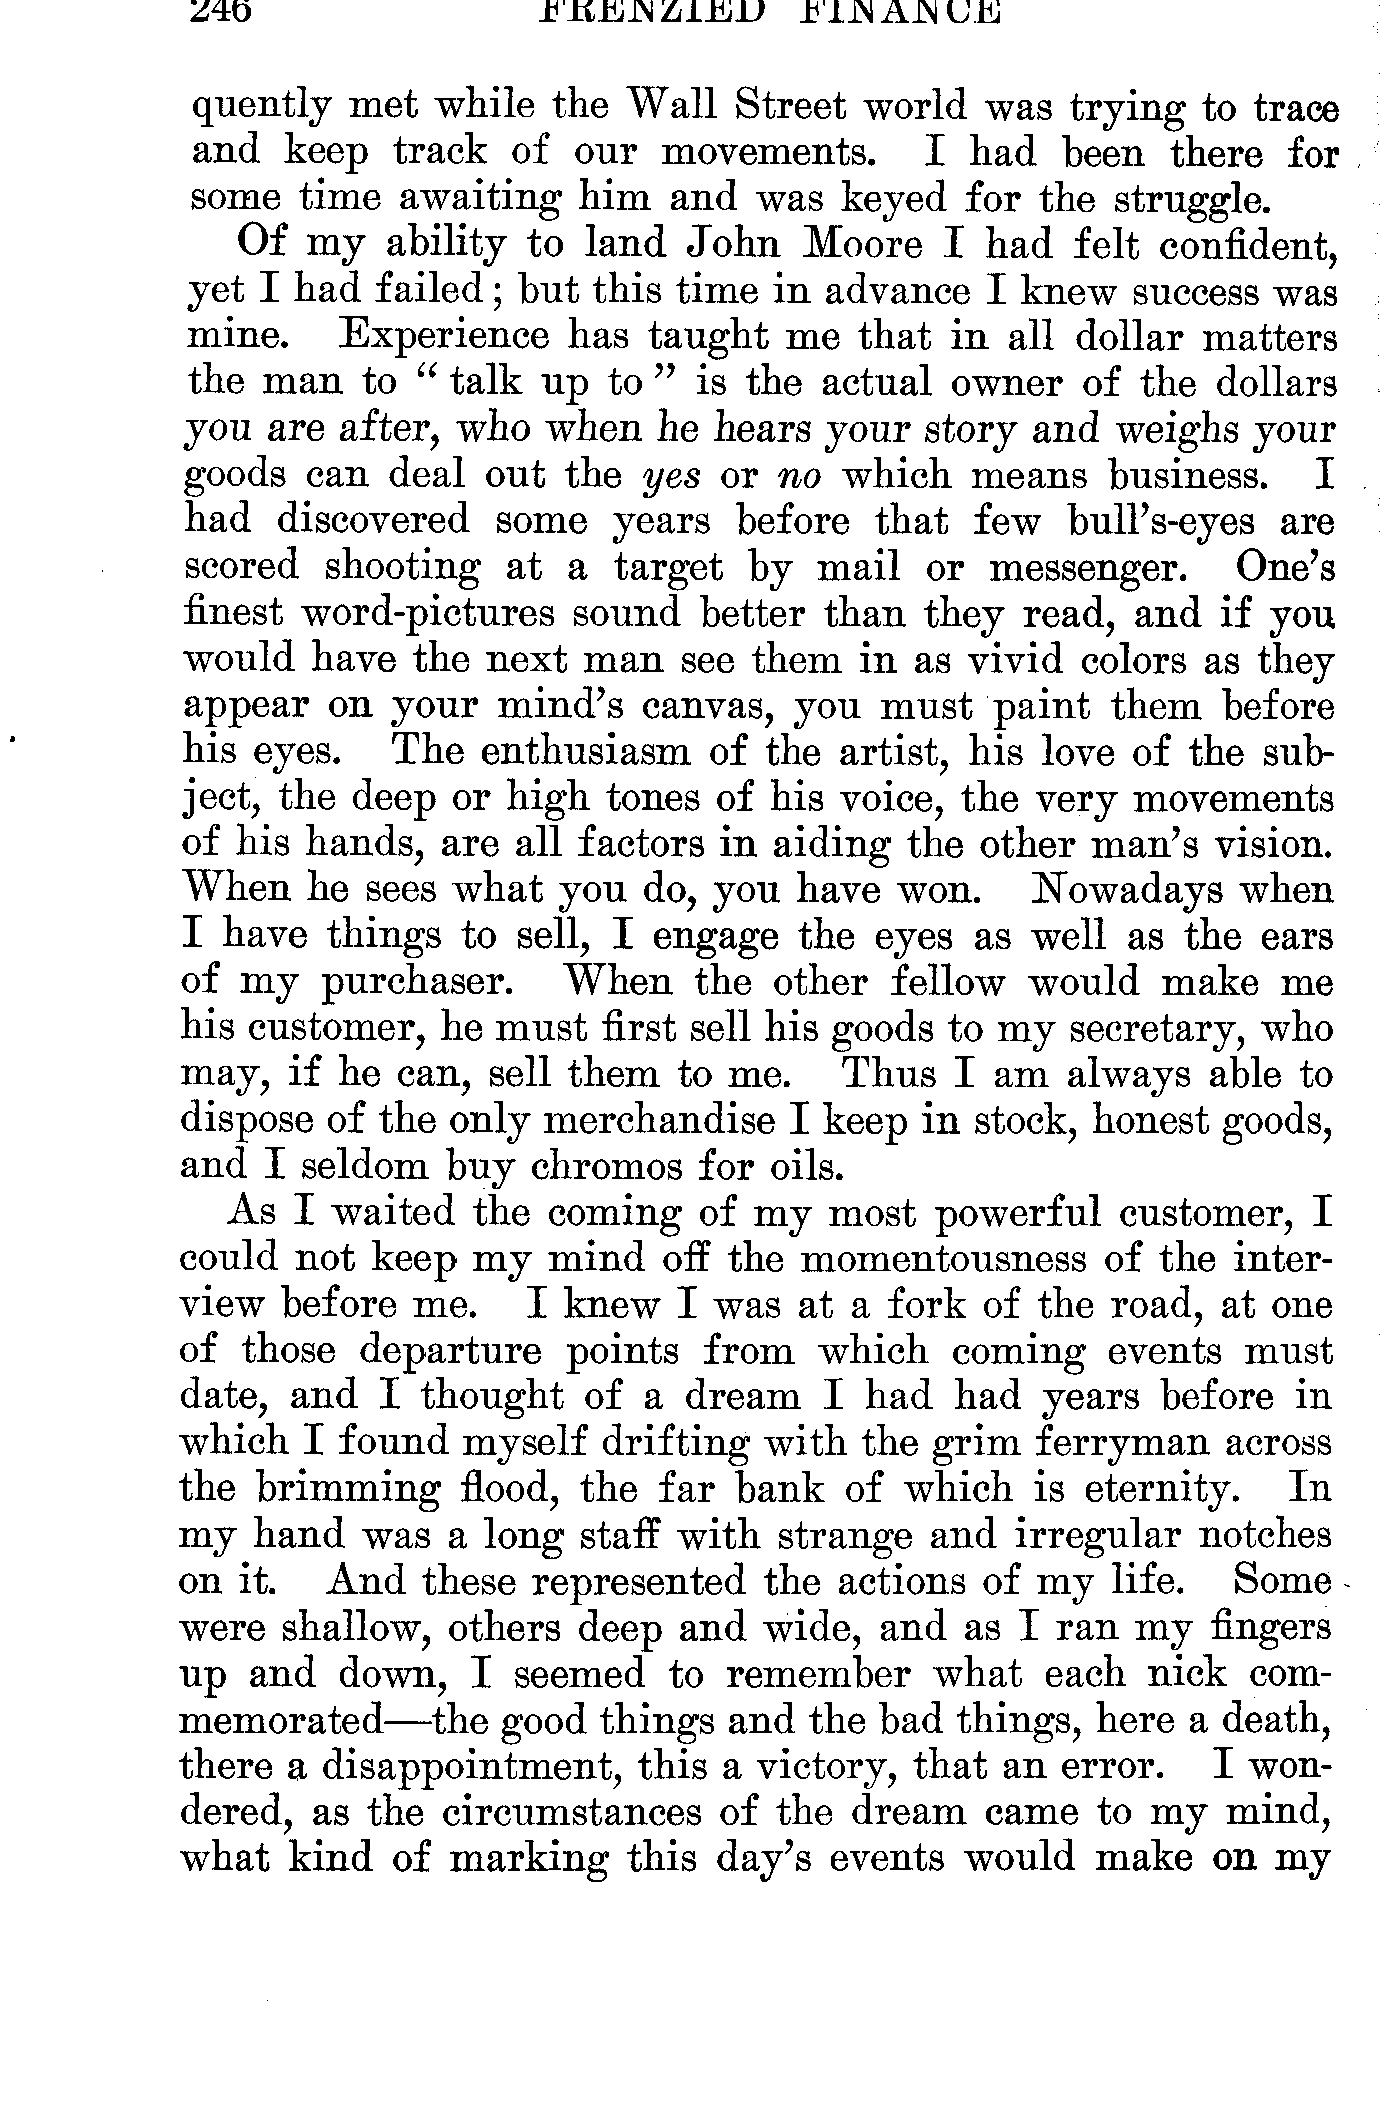 246 FRENZIED FINANCE
quently met while the Wall Street world was trying to trace
and keep track of our movements. I had been there for
some time awaiting him and was keyed for the struggle.
Of my ability to land John Moore I had felt confident,
yet I had failed; but this time in advance I knew success was
mine. Experience has taught me that in all dollar matters
the man to “ talk up to ” is the actual owner of the dollars
you are after, who when he hears your story and weighs your
goods can deal out the yes or no which means business. I
had discovered some years before that few bull’s-eyes are
scored shooting at a target by mail or messenger. One’s
finest word-pictures sound better than they read, and if you
would have the next man see them in as vivid colors as they
appear on your mind’s canvas, you must paint them before
his eyes. The enthusiasm of the artist, his love of the sub-
ject, the deep or high tones of his voice, the very movements
of his hands, are all factors in aiding the other man’s vision.
When he sees what you do, you have won. Nowadays when
I have things to sell, I engage the eyes as well as the ears
of my purchaser. When the other fellow would make me
his customer, he must first sell his goods to my secretary, who
may, if he can, sell them to me. Thus I am always able to
dispose of the only merchandise I keep in stock, honest goods,
and I seldom buy chromos for oils.
As I waited the coming of my most powerful customer, I
could not keep my mind off the momentousness of the inter-
view before me. I knew I was at a fork of the road, at one
of those departure points from which coming events must
date, and I thought of a dream I had had years before in
which I found myself drifting with the grim ferryman across
the brimming flood, the far bank of which is eternity. In
my hand was a long staff with strange and irregular notches
on it. And these represented the actions of my life. Some
were shallow, others deep and wide, and as I ran my fingers
up and down, I seemed to remember what each nick com-
memorated—the good things and the bad things, here a death,
there a disappointment, this a victory, that an error. I won-
dered, as the circumstances of the dream came to my mind,
what kind of marking this day’s events would make on my